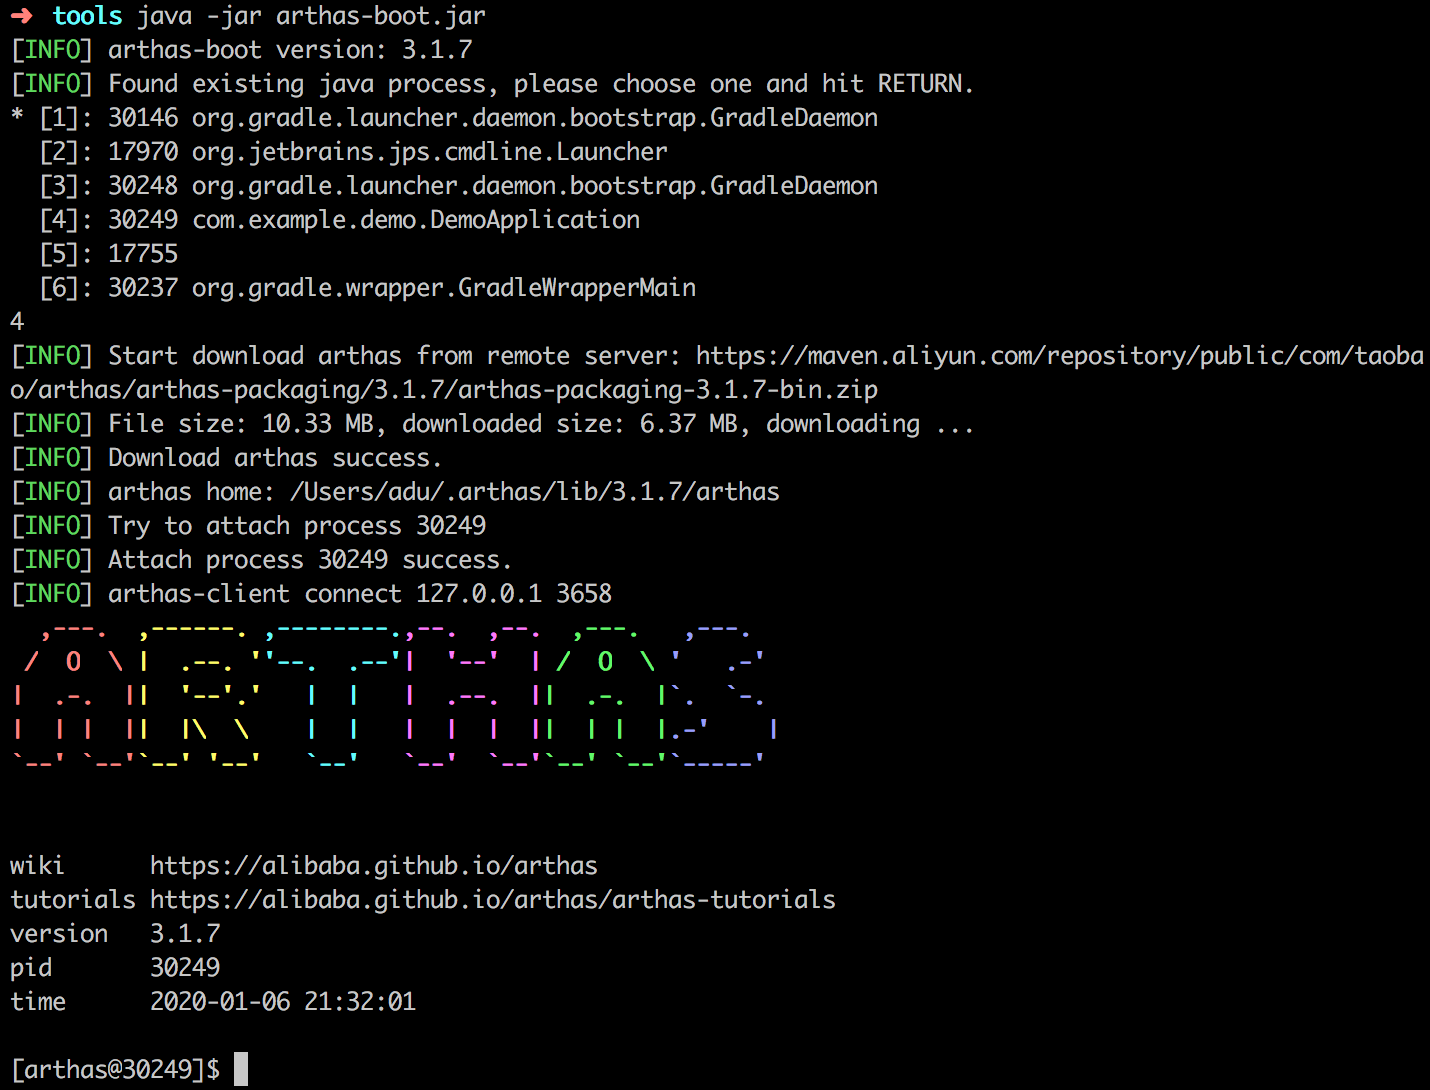 ➜  tools java -jar arthas-boot.jar
[INFO] arthas-boot version: 3.1.7
[INFO] Found existing java process, please choose one and hit RETURN.
* [1]: 30146 org.gradle.launcher.daemon.bootstrap.GradleDaemon
  [2]: 17970 org.jetbrains.jps.cmdline.Launcher
  [3]: 30248 org.gradle.launcher.daemon.bootstrap.GradleDaemon
  [4]: 30249 com.example.demo.DemoApplication
  [5]: 17755
  [6]: 30237 org.gradle.wrapper.GradleWrapperMain
4
[INFO] Start download arthas from remote server: https://maven.aliyun.com/repository/public/com/taoba
o/arthas/arthas-packaging/3.1.7/arthas-packaging-3.1.7-bin.zip
[INFO] File size: 10.33 MB, downloaded size: 6.37 MB, downloading ...
[INFO] Download arthas success.
[INFO] arthas home: /Users/adu/.arthas/lib/3.1.7/arthas
[INFO] Try to attach process 30249
[INFO] Attach process 30249 success.
[INFO] arthas-client connect 127.0.0.1 3658
ARTHAS
wiki      https://alibaba.github.io/arthas
tutorials https://alibaba.github.io/arthas/arthas-tutorials
version   3.1.7
pid       30249
time      2020-01-06 21:32:01
[arthas@30249]$